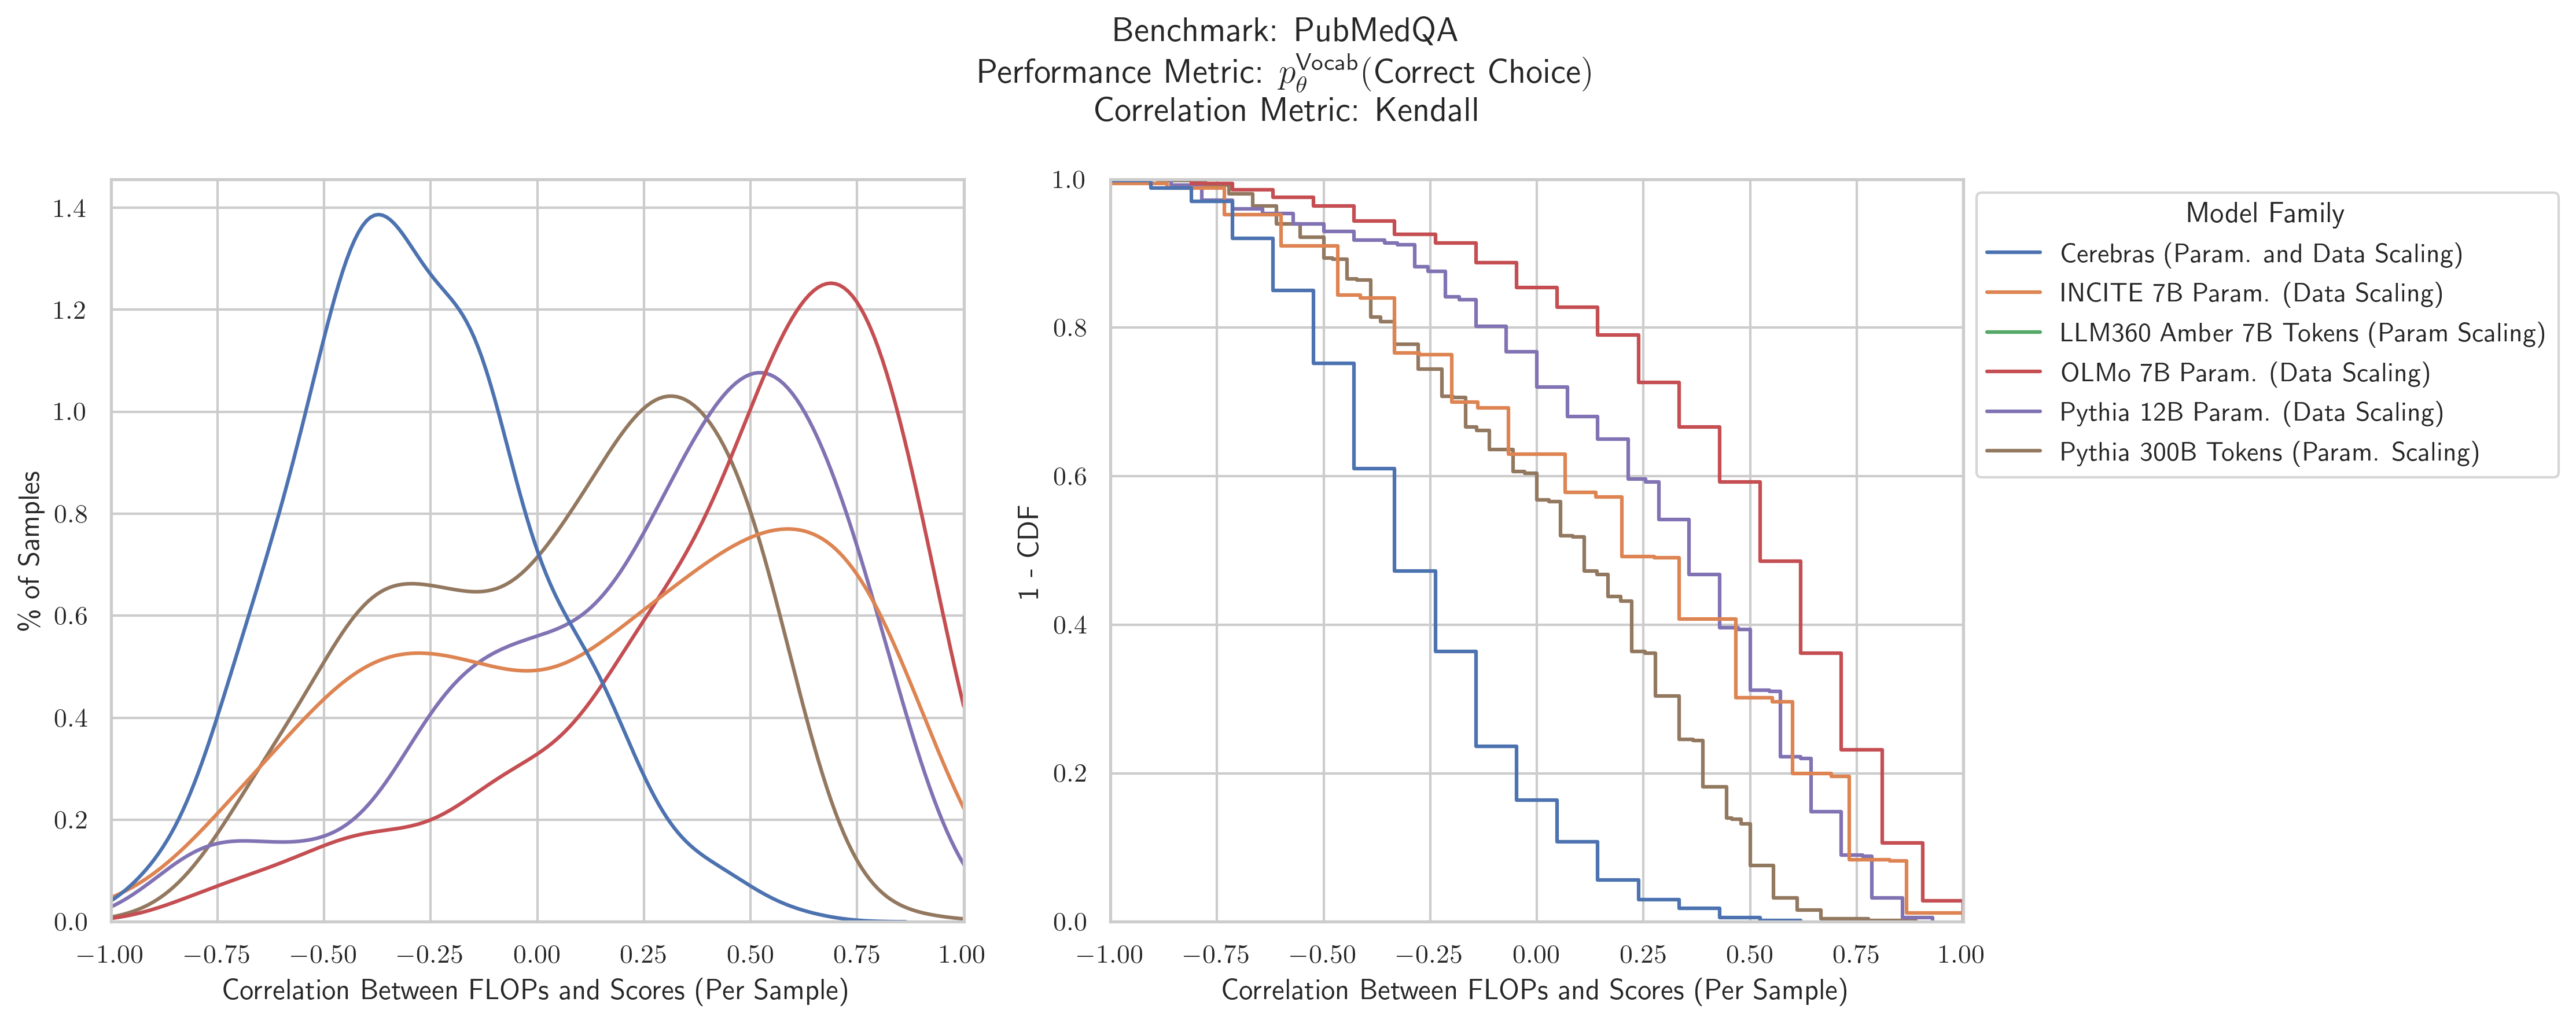 Benchmark: PubMedQA
Performance Metric: $p_\theta^{\text{Vocab}}$(Correct Choice)
Correlation Metric: Kendall
% of Samples
1.4
1.2
1.0
0.8
0.6
0.4
0.2
0.0
−1.00 −0.75 −0.50 −0.25 0.00 0.25 0.50 0.75 1.00
Correlation Between FLOPs and Scores (Per Sample)
1 - CDF
1.0
0.8
0.6
0.4
0.2
0.0
−1.00 −0.75 −0.50 −0.25 0.00 0.25 0.50 0.75 1.00
Correlation Between FLOPs and Scores (Per Sample)
Model Family
Cerebras (Param. and Data Scaling)
INCITE 7B Param. (Data Scaling)
LLM360 Amber 7B Tokens (Param Scaling)
OLMo 7B Param. (Data Scaling)
Pythia 12B Param. (Data Scaling)
Pythia 300B Tokens (Param. Scaling)